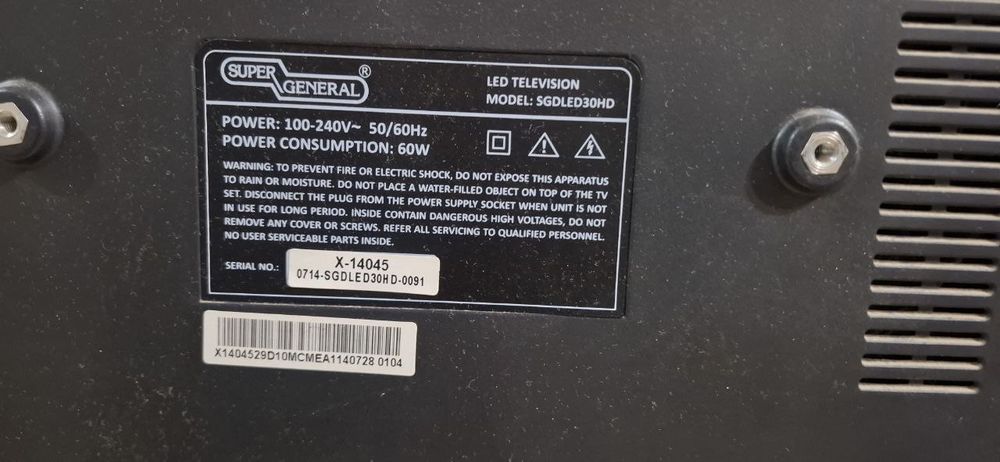 SUPER
GENERAL®
LED TELEVISION
MODEL: SGDLED30HD
POWER: 100-240V~ 50/60Hz
POWER CONSUMPTION: 60W
WARNING: TO PREVENT FIRE OR ELECTRIC SHOCK, DO NOT EXPOSE THIS APPARATUS
TO RAIN OR MOISTURE. DO NOT PLACE A WATER-FILLED OBJECT ON TOP OF THE TV
SET. DISCONNECT THE PLUG FROM THE POWER SUPPLY SOCKET WHEN UNIT IS NOT
IN USE FOR LONG PERIOD. INSIDE CONTAIN DANGEROUS HIGH VOLTAGES, DO NOT
REMOVE ANY COVER OR SCREWS. REFER ALL SERVICING TO QUALIFIED PERSONNEL.
NO USER SERVICEABLE PARTS INSIDE.
SERIAL NO.:
X-14045
0714-SGDLED30HD-0091
X1404529D10MCMEA1140728 0104